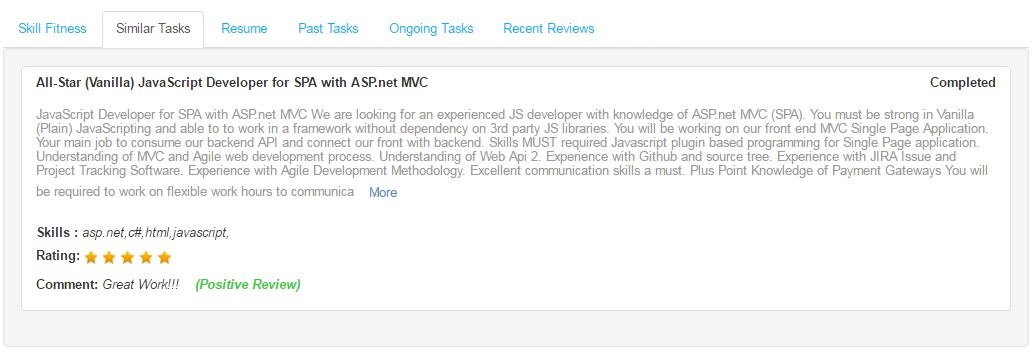 Skill Fitness Similar Tasks Resume Past Tasks Ongoing Tasks Recent Reviews
All-Star (Vanilla) JavaScript Developer for SPA with ASP.net MVC Completed
JavaScript Developer for SPA with ASP.net MVC We are looking for an experienced JS developer with knowledge of ASP.net MVC (SPA). You must be strong in Vanilla
(Plain) JavaScripting and able to to work in a framework without dependency on 3rd party JS libraries. You will be working on our front end MVC Single Page Application.
Your main job to consume our backend API and connect our front with backend. Skills MUST required Javascript plugin based programming for Single Page application.
Understanding of MVC and Agile web development process. Understanding of Web Api 2. Experience with Github and source tree. Experience with JIRA Issue and
Project Tracking Software. Experience with Agile Development Methodology. Excellent communication skills a must. Plus Point Knowledge of Payment Gateways You will
be required to work on flexible work hours to communica More
Skills : asp.net,c#,html,javascript,
Rating:
Comment: Great Work!!! (Positive Review)